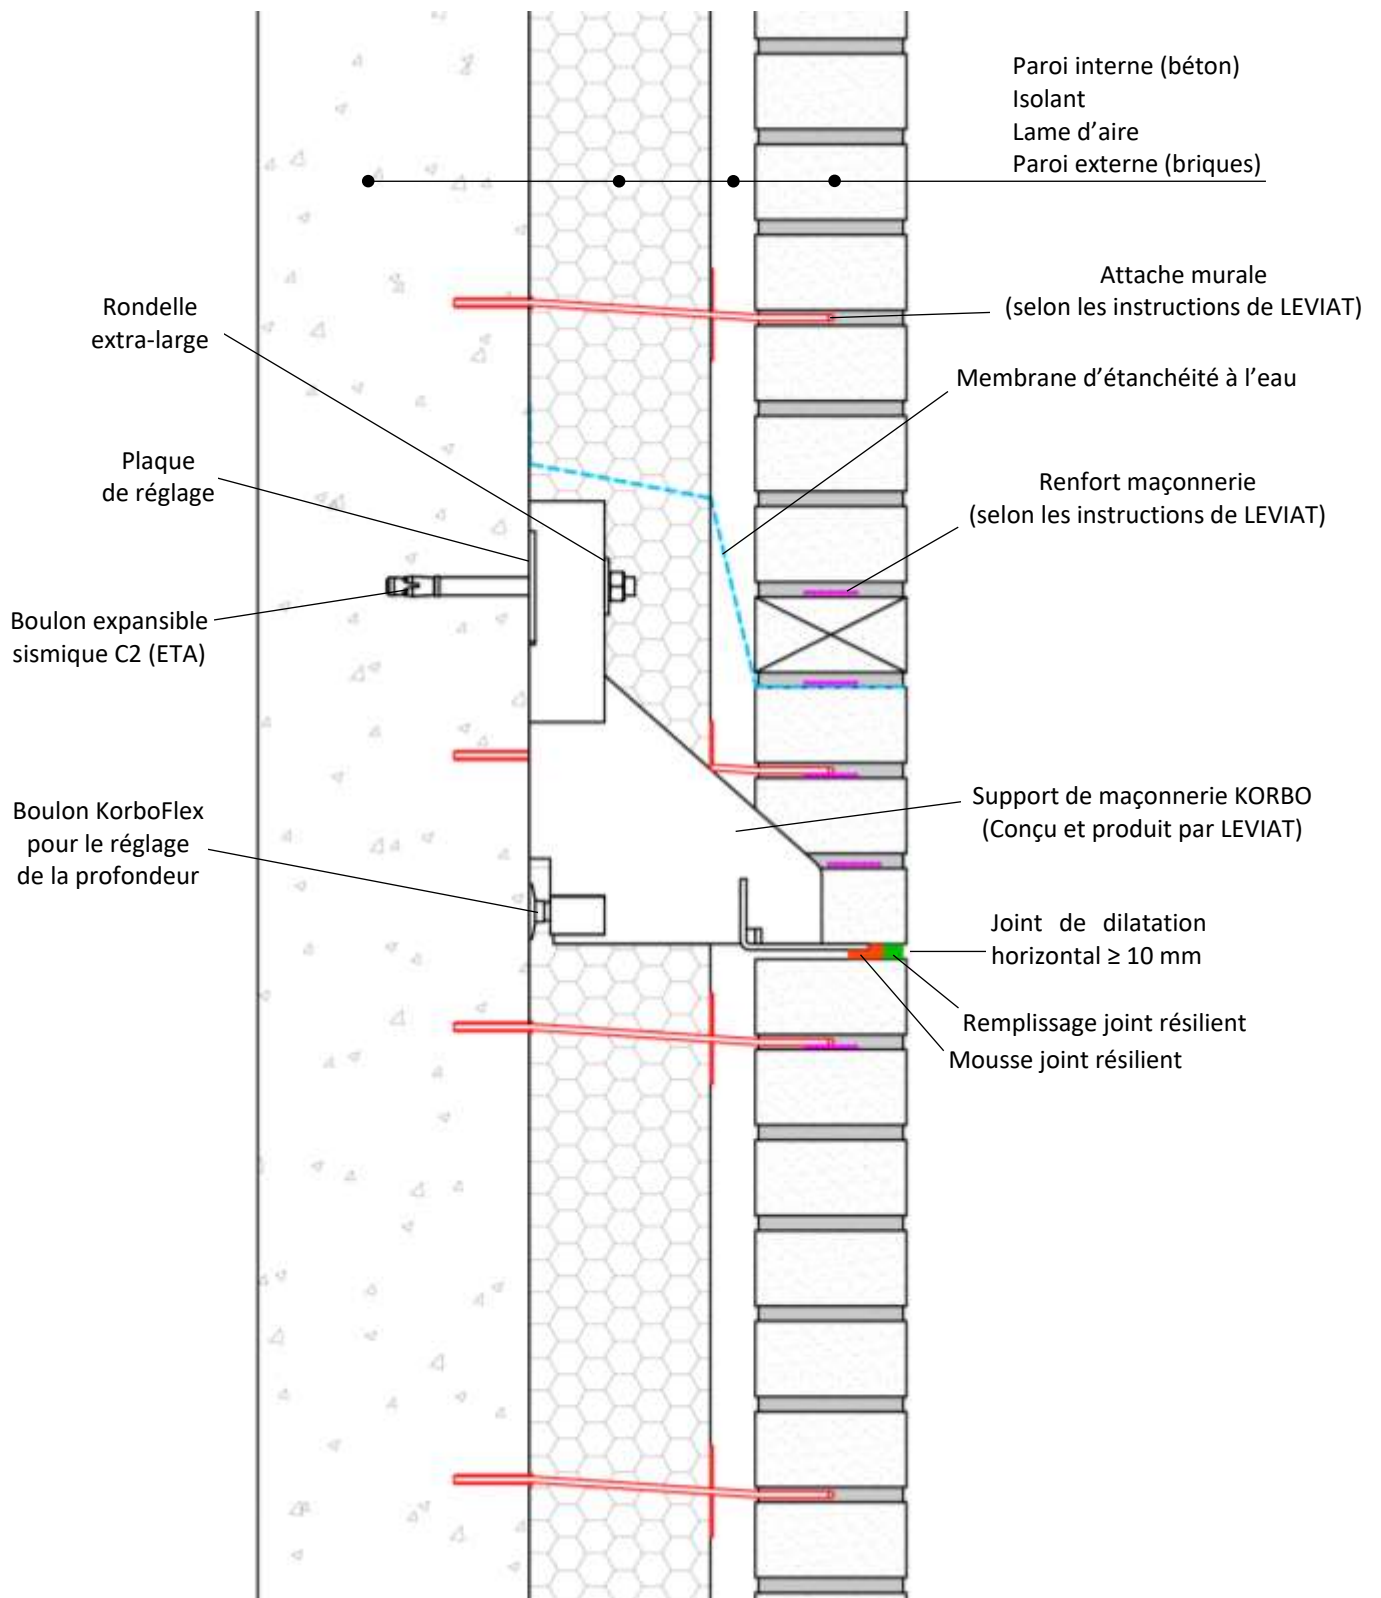 Paroi interne (béton)
Isolant
Lame d’aire
Paroi externe (briques)
Rondelle
extra-large
Attache murale
(selon les instructions de LEVIAT)
Membrane d’étanchéité à l’eau
Plaque
de réglage
Renfort maçonnerie
(selon les instructions de LEVIAT)
Boulon expansible
sismique C2 (ETA)
Boulon KorboFlex
pour le réglage
de la profondeur
Support de maçonnerie KORBO
(Conçu et produit par LEVIAT)
Joint de dilatation
horizontal ≥ 10 mm
Remplissage joint résilient
Mousse joint résilient